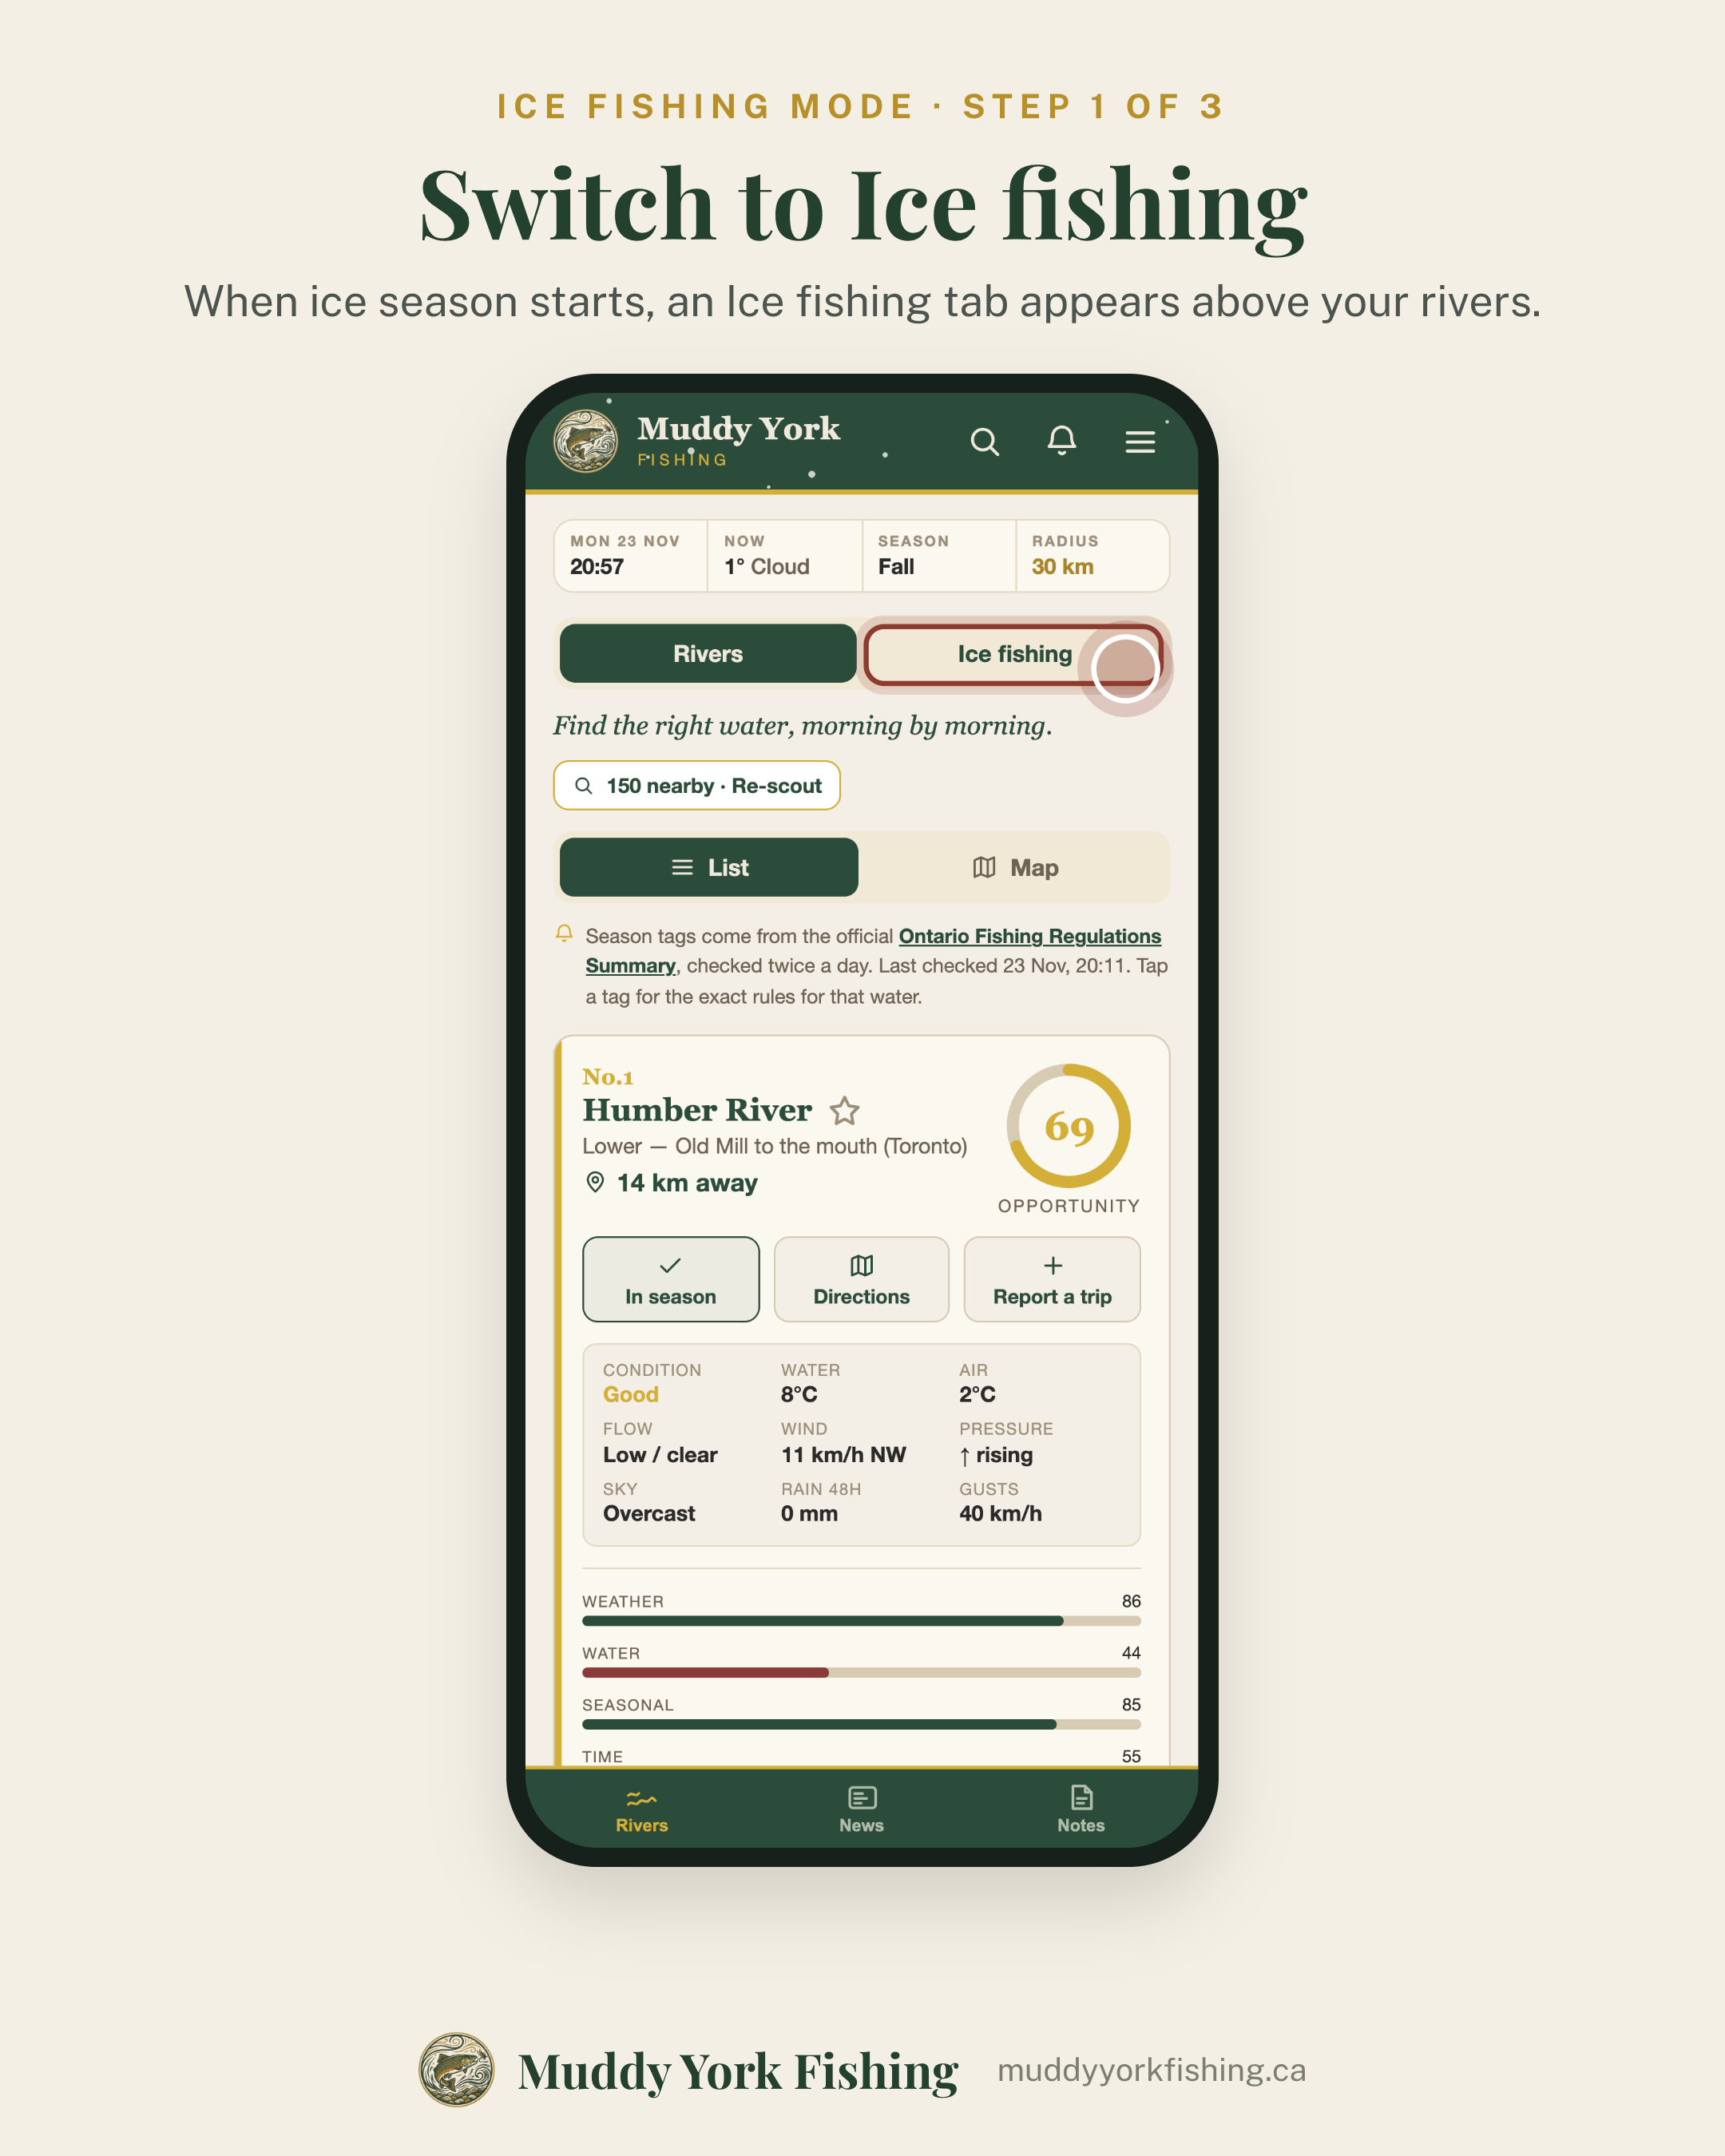 ICE FISHING MODE · STEP 1 OF 3
Switch to Ice fishing
When ice season starts, an Ice fishing tab appears above your rivers.
Muddy York
FISHING
MON 23 NOV
20:57
NOW
1° Cloud
SEASON
Fall
RADIUS
30 km
Rivers
Ice fishing
Find the right water, morning by morning.
150 nearby · Re-scout
List
Map
Season tags come from the official Ontario Fishing Regulations
Summary, checked twice a day. Last checked 23 Nov, 20:11. Tap
a tag for the exact rules for that water.
No.1
Humber River
Lower — Old Mill to the mouth (Toronto)
14 km away
69
OPPORTUNITY
In season
Directions
Report a trip
CONDITION
Good
WATER
8°C
AIR
2°C
FLOW
Low / clear
WIND
11 km/h NW
PRESSURE
↑ rising
SKY
Overcast
RAIN 48H
0 mm
GUSTS
40 km/h
WEATHER 86
WATER 44
SEASONAL 85
TIME 55
Rivers
News
Notes
Muddy York Fishing
muddyyorkfishing.ca